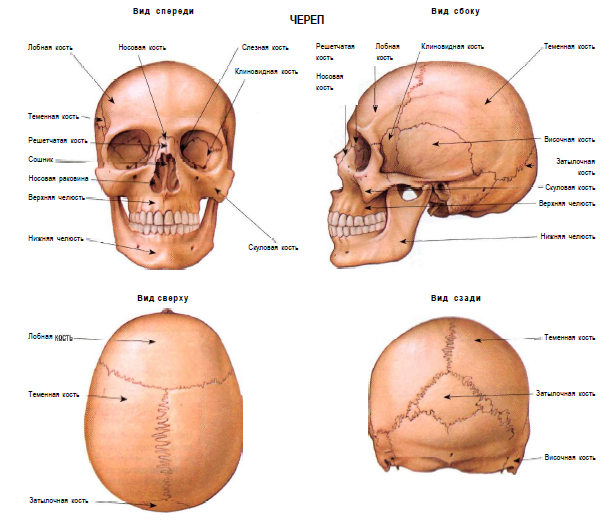 ЧЕРЕП
Вид спереди
Лобная кость
Носовая кость
Слезная кость
Клиновидная кость
Теменная кость
Решетчатая кость
Сошник
Носовая раковина
Верхняя челюсть
Нижняя челюсть
Скуловая кость
Вид сбоку
Решетчатая
кость
Лобная
кость
Клиновидная кость
Теменная кость
Носовая
кость
Височная кость
Затылочная
кость
Скуловая кость
Верхняя челюсть
Нижняя челюсть
Вид сверху
Лобная кость
Теменная кость
Затылочная кость
Вид сзади
Теменная кость
Затылочная кость
Височная кость